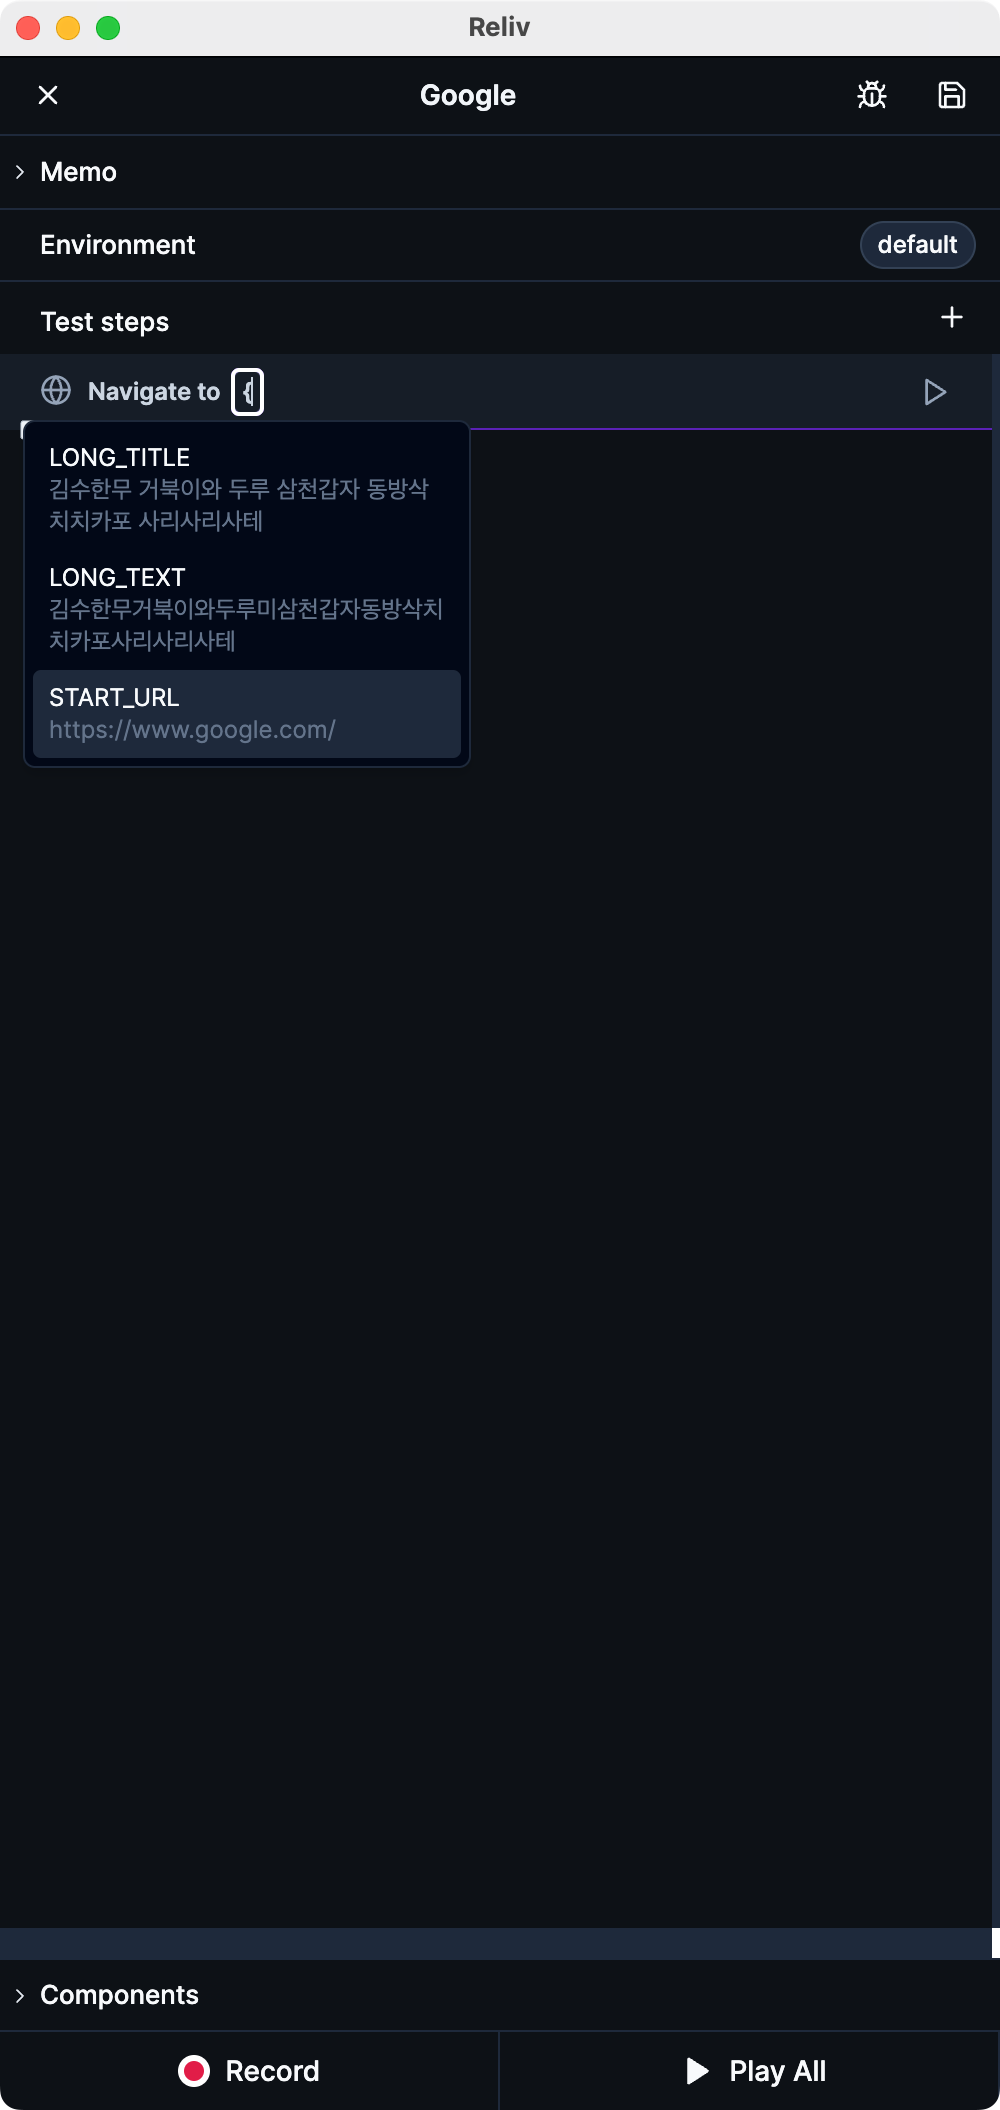 Reliv
Google
Memo
Environment
default
Test steps
Navigate to {
LONG_TITLE
김수한무 거북이와 두루 삼천갑자 동방삭
치치카포 사리사리사테
LONG_TEXT
김수한무거북이와두루미삼천갑자동방삭치
치카포사리사리사테
START_URL
https://www.google.com/
Components
Record
Play All